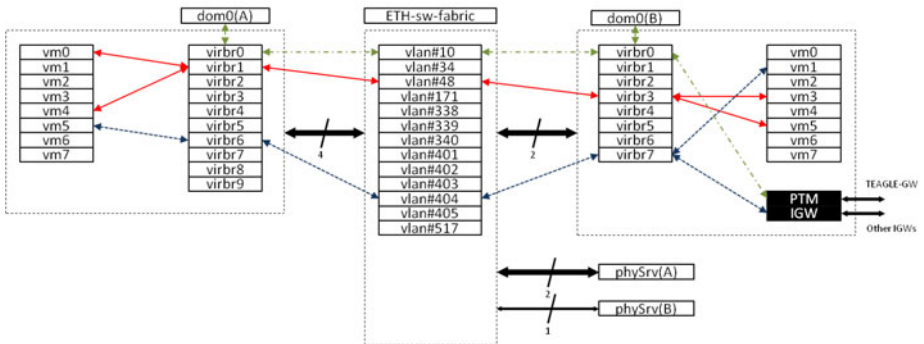 dom0(A)
ETH-sw-fabric
dom0(B)
vm0
vm1
vm2
vm3
vm4
vm5
vm6
vm7
virbr0
virbr1
virbr2
virbr3
virbr4
virbr5
virbr6
virbr7
virbr8
virbr9
4
vlan#10
vlan#34
vlan#48
vlan#171
vlan#338
vlan#339
vlan#340
vlan#401
vlan#402
vlan#403
vlan#404
vlan#405
vlan#517
2
virbr0
virbr1
virbr2
virbr3
virbr4
virbr5
virbr6
virbr7
vm0
vm1
vm2
vm3
vm4
vm5
vm6
vm7
PTM
IGW
TEAGLE-GW
Other IGWs
2
phySrv(A)
1
phySrv(B)